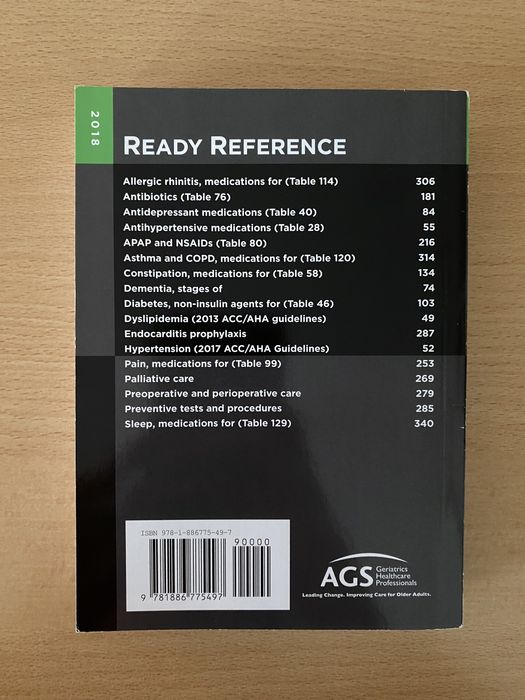 2018
READY REFERENCE
Allergic rhinitis, medications for (Table 114) 306
Antibiotics (Table 76) 181
Antidepressant medications (Table 40) 84
Antihypertensive medications (Table 28) 55
APAP and NSAIDs (Table 80) 216
Asthma and COPD, medications for (Table 120) 314
Constipation, medications for (Table 58) 134
Dementia, stages of 74
Diabetes, non-insulin agents for (Table 46) 103
Dyslipidemia (2013 ACC/AHA guidelines) 49
Endocarditis prophylaxis 287
Hypertension (2017 ACC/AHA Guidelines) 52
Pain, medications for (Table 99) 253
Palliative care 269
Preoperative and perioperative care 279
Preventive tests and procedures 285
Sleep, medications for (Table 129) 340
ISBN 978-1-886775-49-7
90000
9 781886 775497
AGS Geriatrics
Healthcare
Professionals
Leading Change. Improving Care for Older Adults.